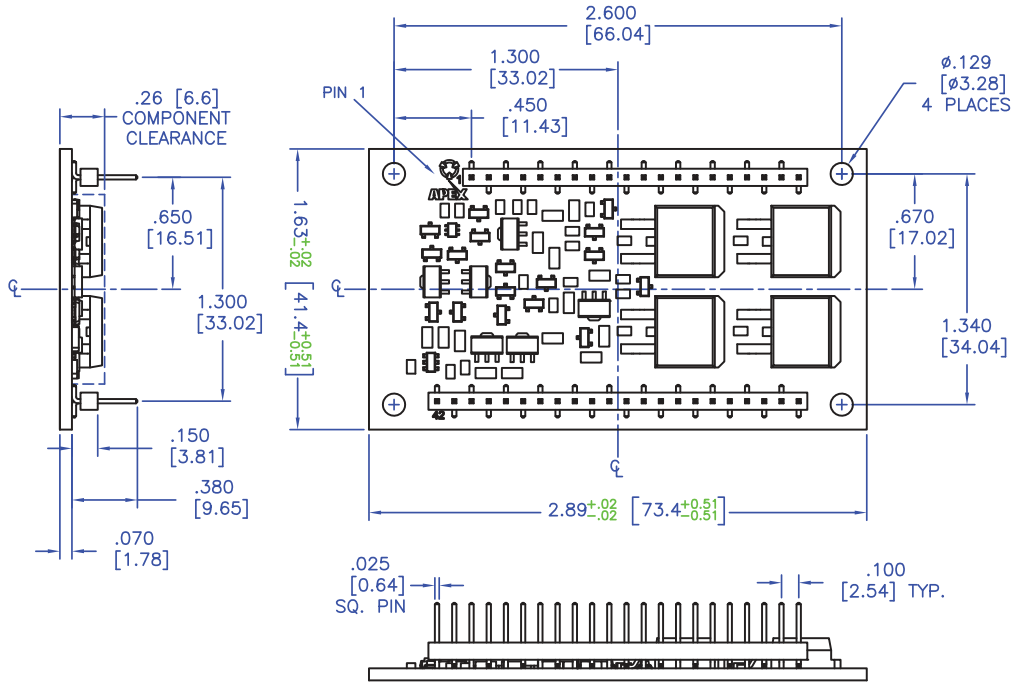 2.600
[66.04]
1.300
[33.02]
.450
[11.43]
PIN 1
ø.129
[ø3.28]
4 PLACES
.26 [6.6]
COMPONENT
CLEARANCE
1
APEX
.650
[16.51]
1.63 +.02 -.02 [41.4 +0.51 -0.51]
.670
[17.02]
℄
℄
1.300
[33.02]
1.340
[34.04]
42
.150
[3.81]
℄
.380
[9.65]
2.89 +.02 -.02 [73.4 +0.51 -0.51]
.070
[1.78]
.025
[0.64]
SQ. PIN
.100
[2.54] TYP.